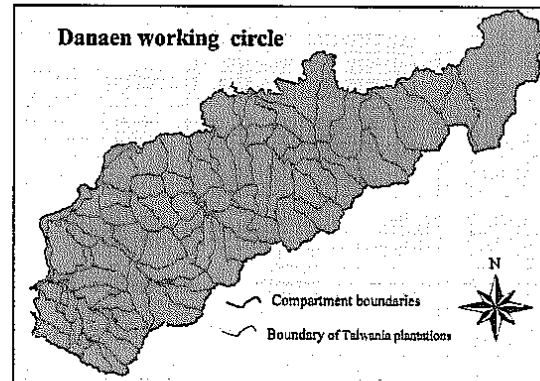 Danaen working circle
N
Compartment boundaries
Boundary of Taiwania plantations